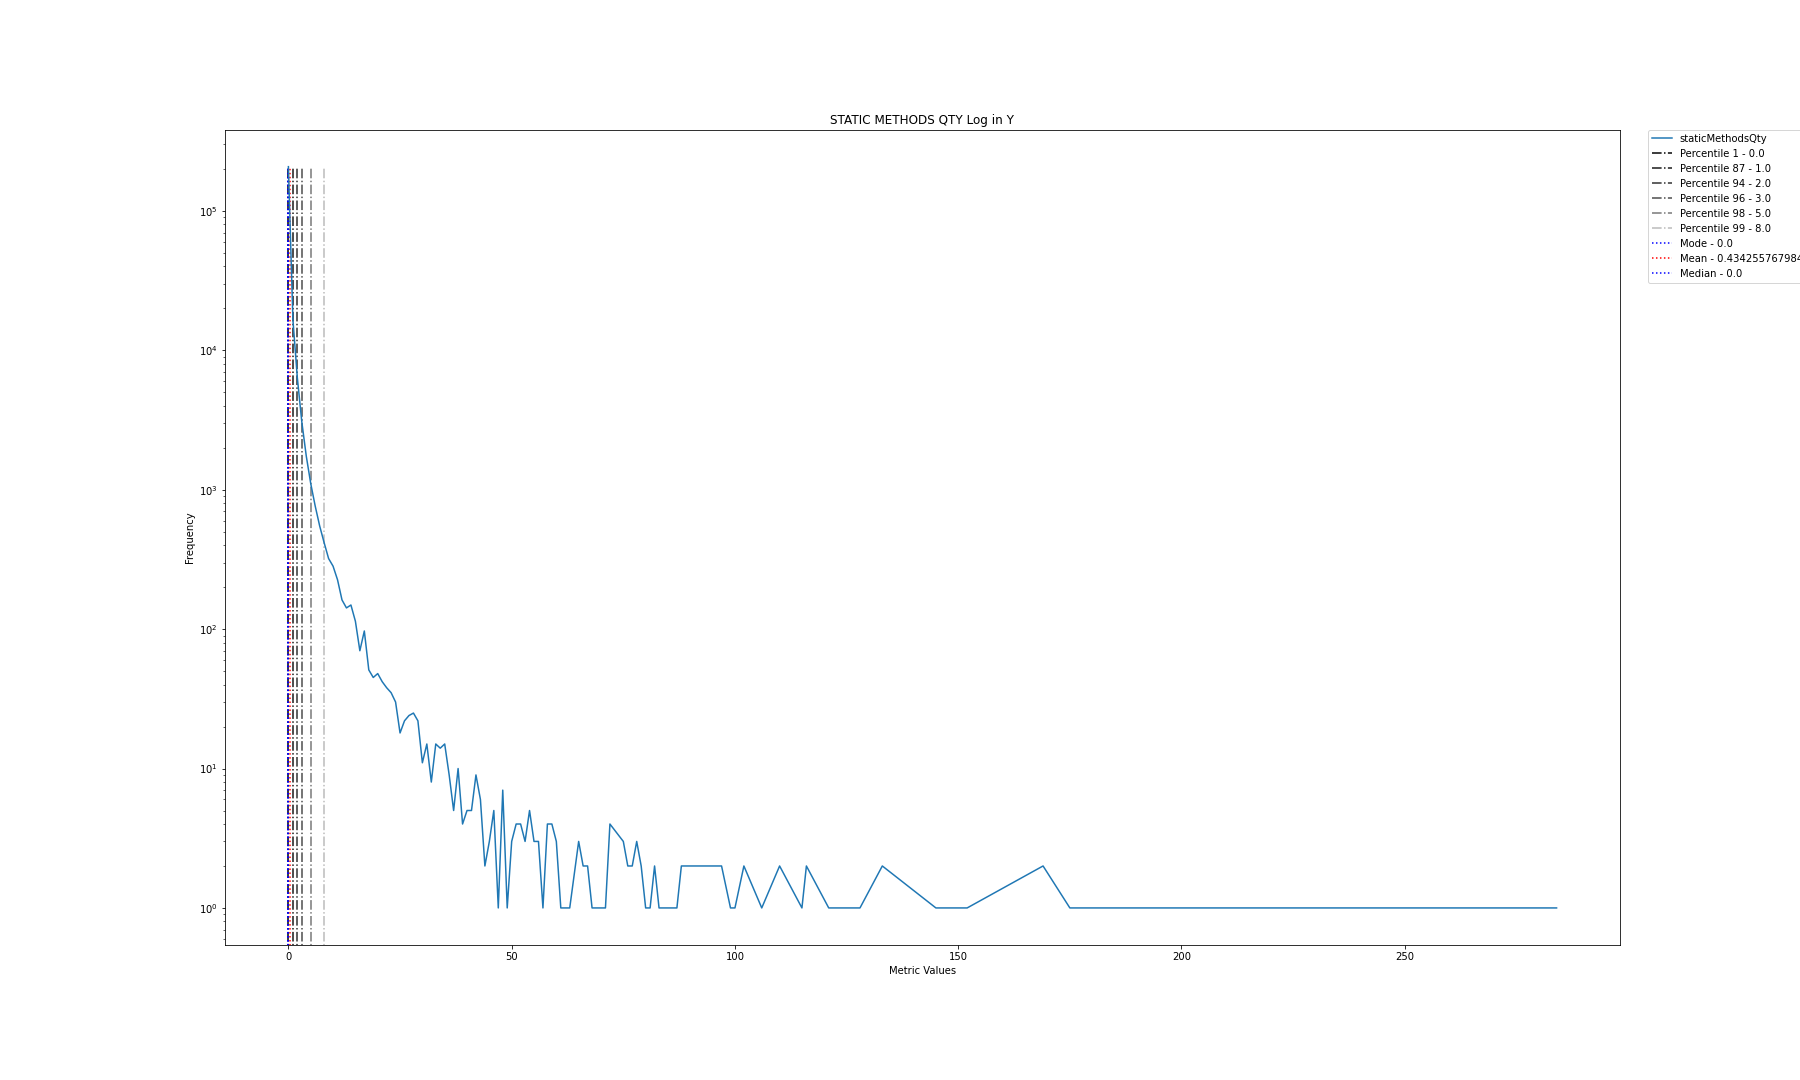 STATIC METHODS QTY Log in Y
staticMethodsQty
Percentile 1 - 0.0
Percentile 87 - 1.0
Percentile 94 - 2.0
Percentile 96 - 3.0
Percentile 98 - 5.0
Percentile 99 - 8.0
Mode - 0.0
Mean - 0.434255767984
Median - 0.0
Frequency
10⁵
10⁴
10³
10²
10¹
10⁰
0 50 100 150 200 250
Metric Values